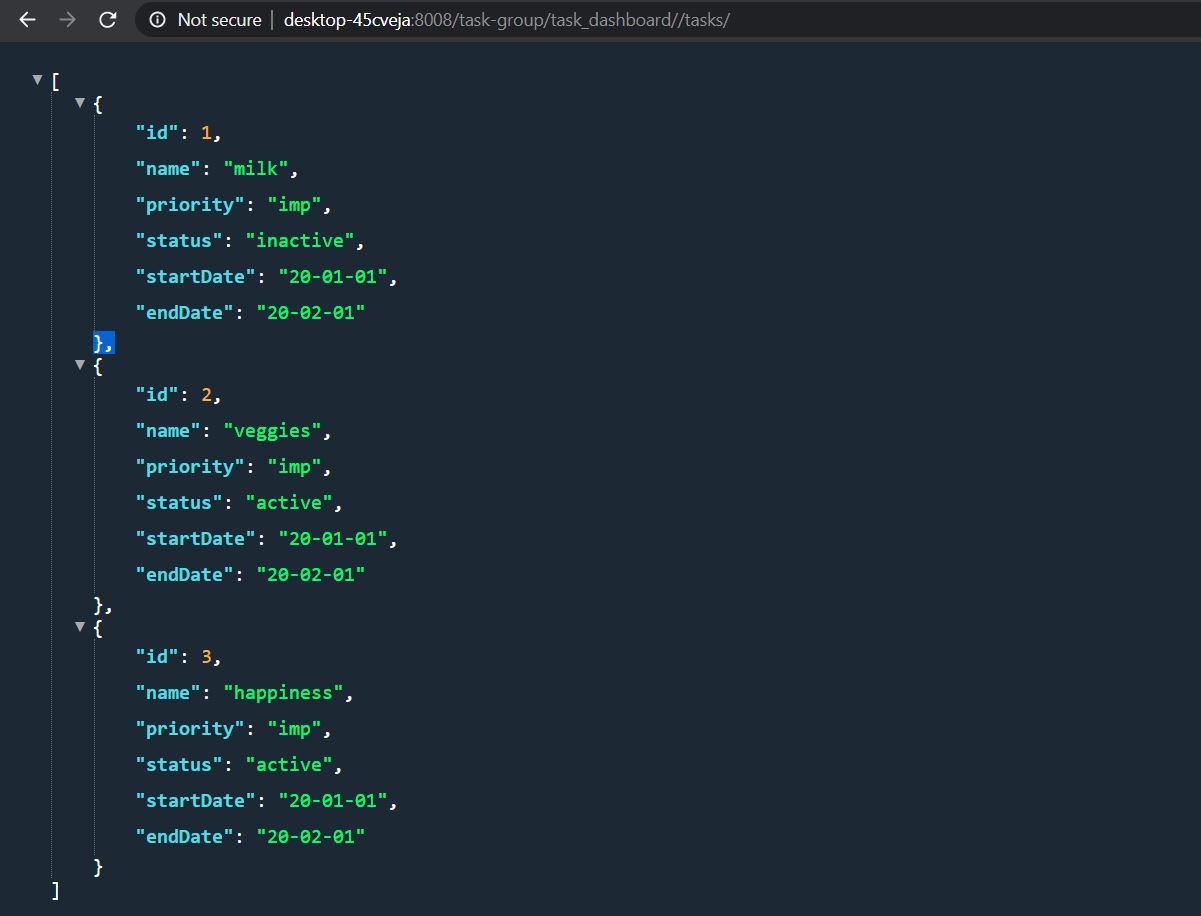 Not secure | desktop-45cveja:8008/task-group/task_dashboard//tasks/
[
{
"id": 1,
"name": "milk",
"priority": "imp",
"status": "inactive",
"startDate": "20-01-01",
"endDate": "20-02-01"
},
{
"id": 2,
"name": "veggies",
"priority": "imp",
"status": "active",
"startDate": "20-01-01",
"endDate": "20-02-01"
},
{
"id": 3,
"name": "happiness",
"priority": "imp",
"status": "active",
"startDate": "20-01-01",
"endDate": "20-02-01"
}
]